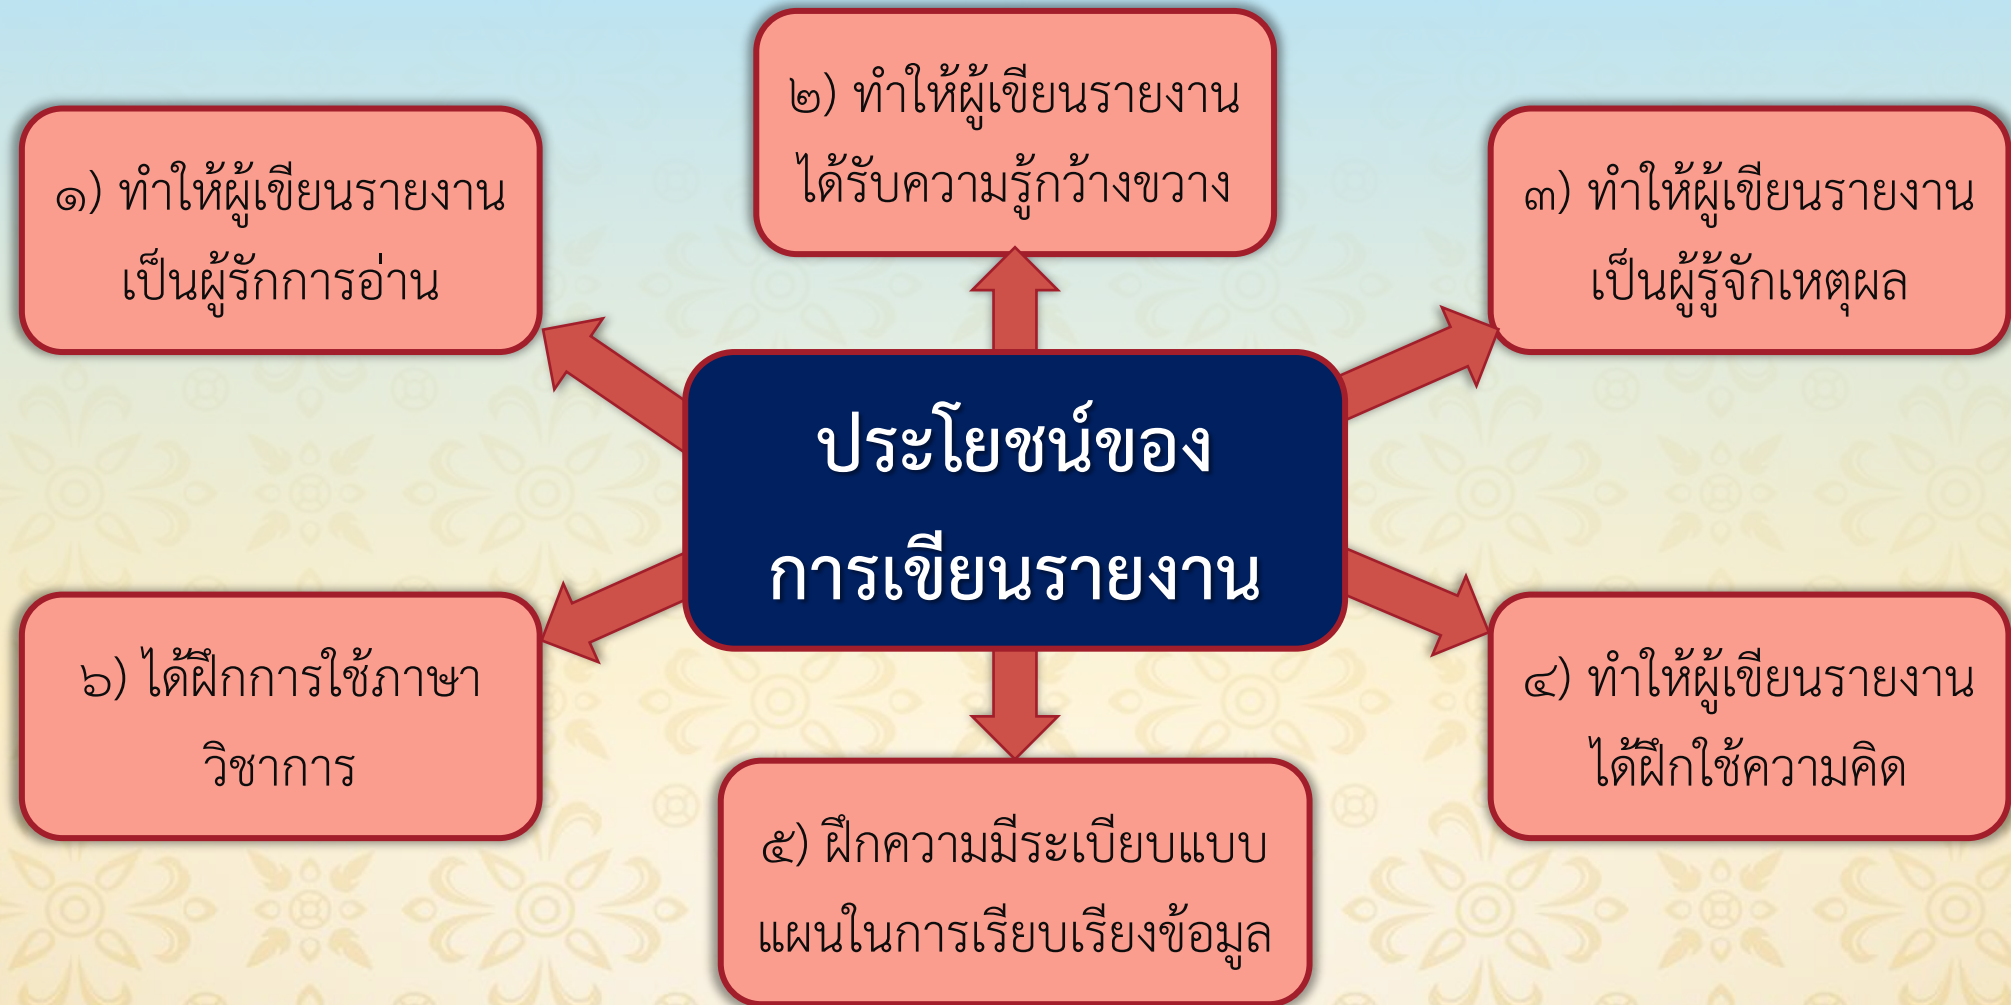 ประโยชน์ของ
การเขียนรายงาน
๑) ทำให้ผู้เขียนรายงาน
เป็นผู้รักการอ่าน
๒) ทำให้ผู้เขียนรายงาน
ได้รับความรู้กว้างขวาง
๓) ทำให้ผู้เขียนรายงาน
เป็นผู้รู้จักเหตุผล
๔) ทำให้ผู้เขียนรายงาน
ได้ฝึกใช้ความคิด
๕) ฝึกความมีระเบียบแบบ
แผนในการเรียบเรียงข้อมูล
๖) ได้ฝึกการใช้ภาษา
วิชาการ